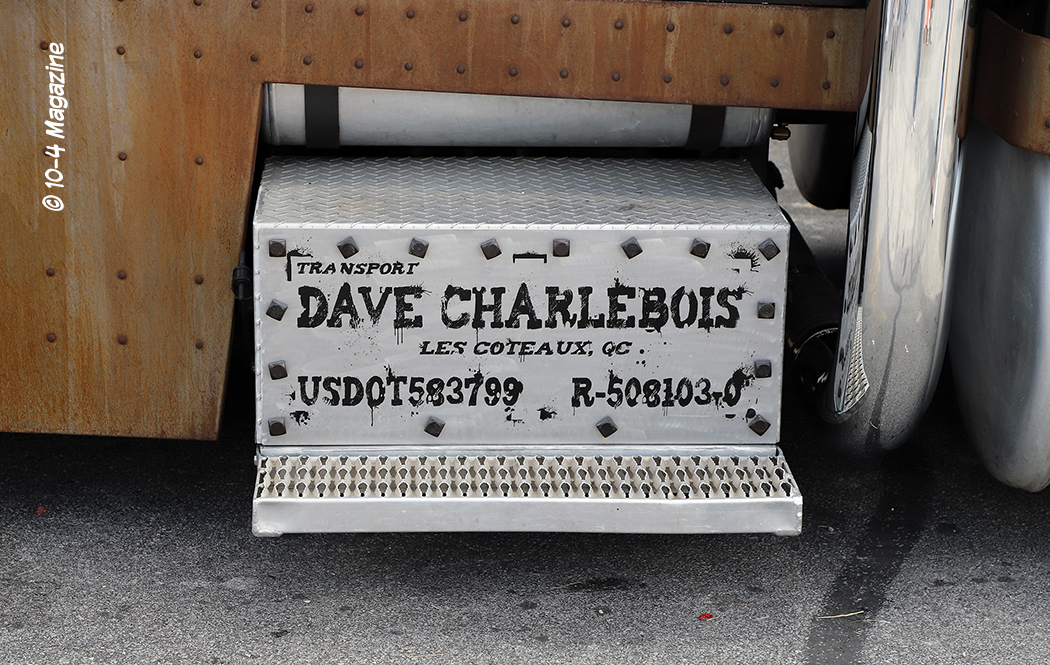 © 10-4 Magazine
TRANSPORT
DAVE CHARLEBOIS
LES COTEAUX, QC.
USDOT583799 R-508103-0